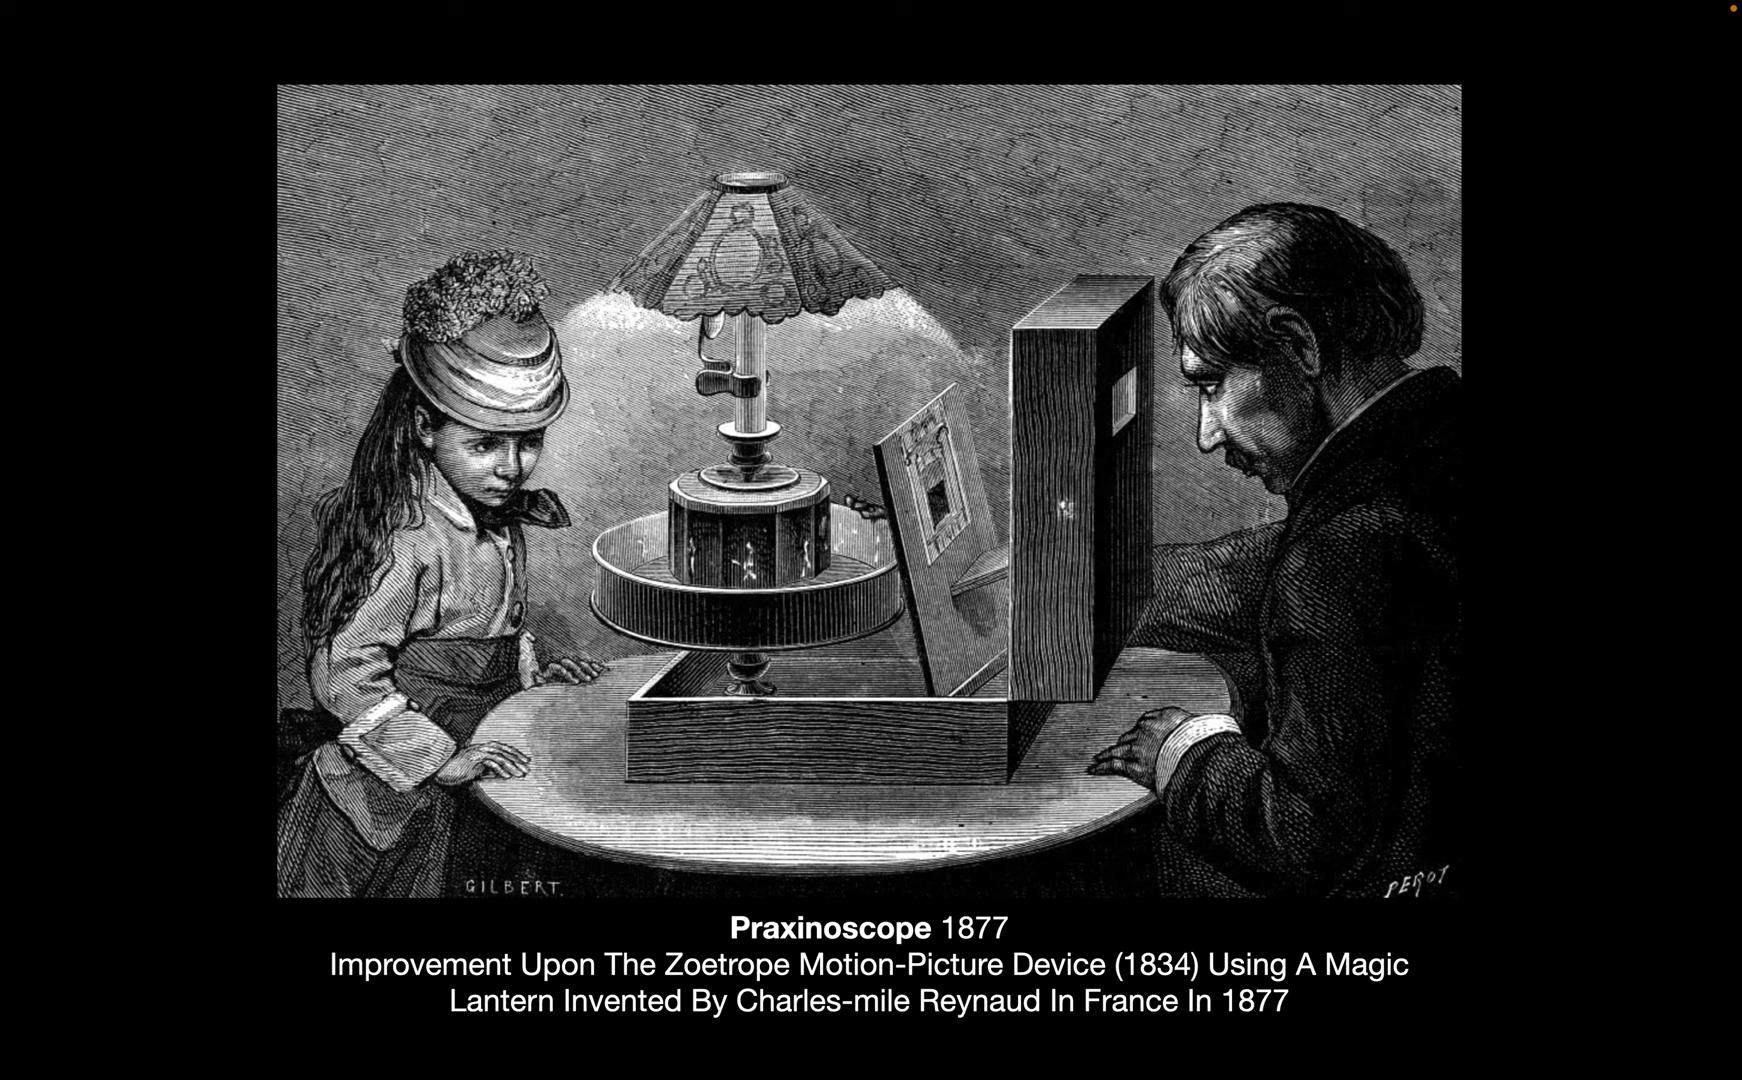 GILBERT.
PEROT
Praxinoscope 1877
Improvement Upon The Zoetrope Motion-Picture Device (1834) Using A Magic
Lantern Invented By Charles-mile Reynaud In France In 1877